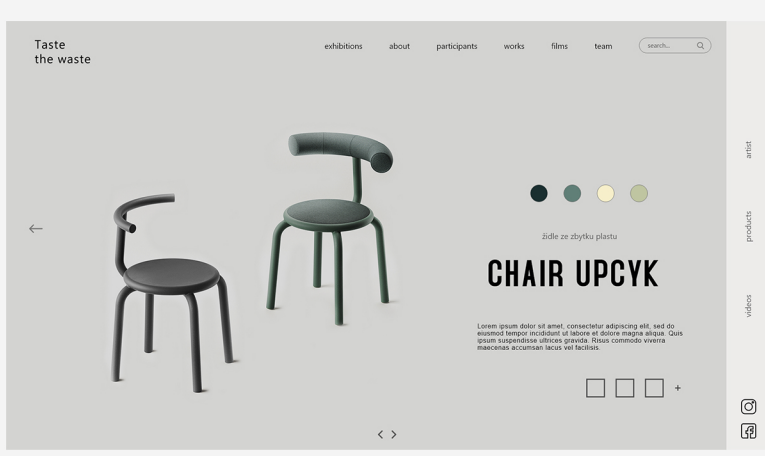 Taste
the waste
exhibitions about participants works films team search...
artist
products
videos
židle ze zbytku plastu
CHAIR UPCYK
Lorem ipsum dolor sit amet, consectetur adipiscing elit, sed do
eiusmod tempor incididunt ut labore et dolore magna aliqua. Quis
ipsum suspendisse ultrices gravida. Risus commodo viverra
maecenas accumsan lacus vel facilisis.
+